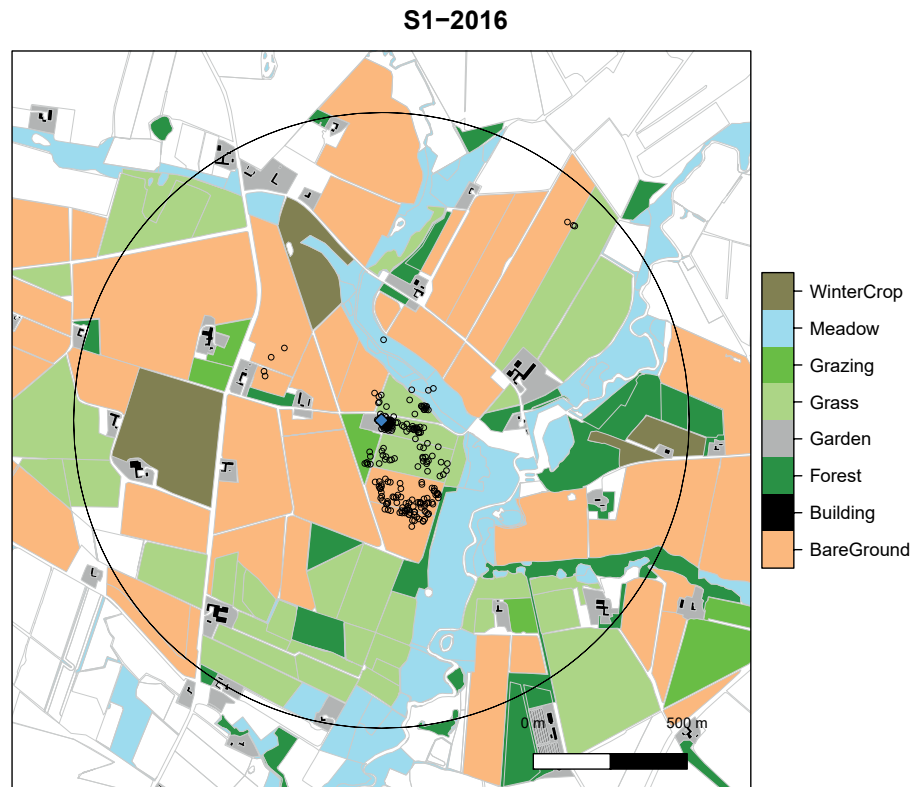 S1−2016
WinterCrop
Meadow
Grazing
Grass
Garden
Forest
Building
BareGround
0 m
500 m